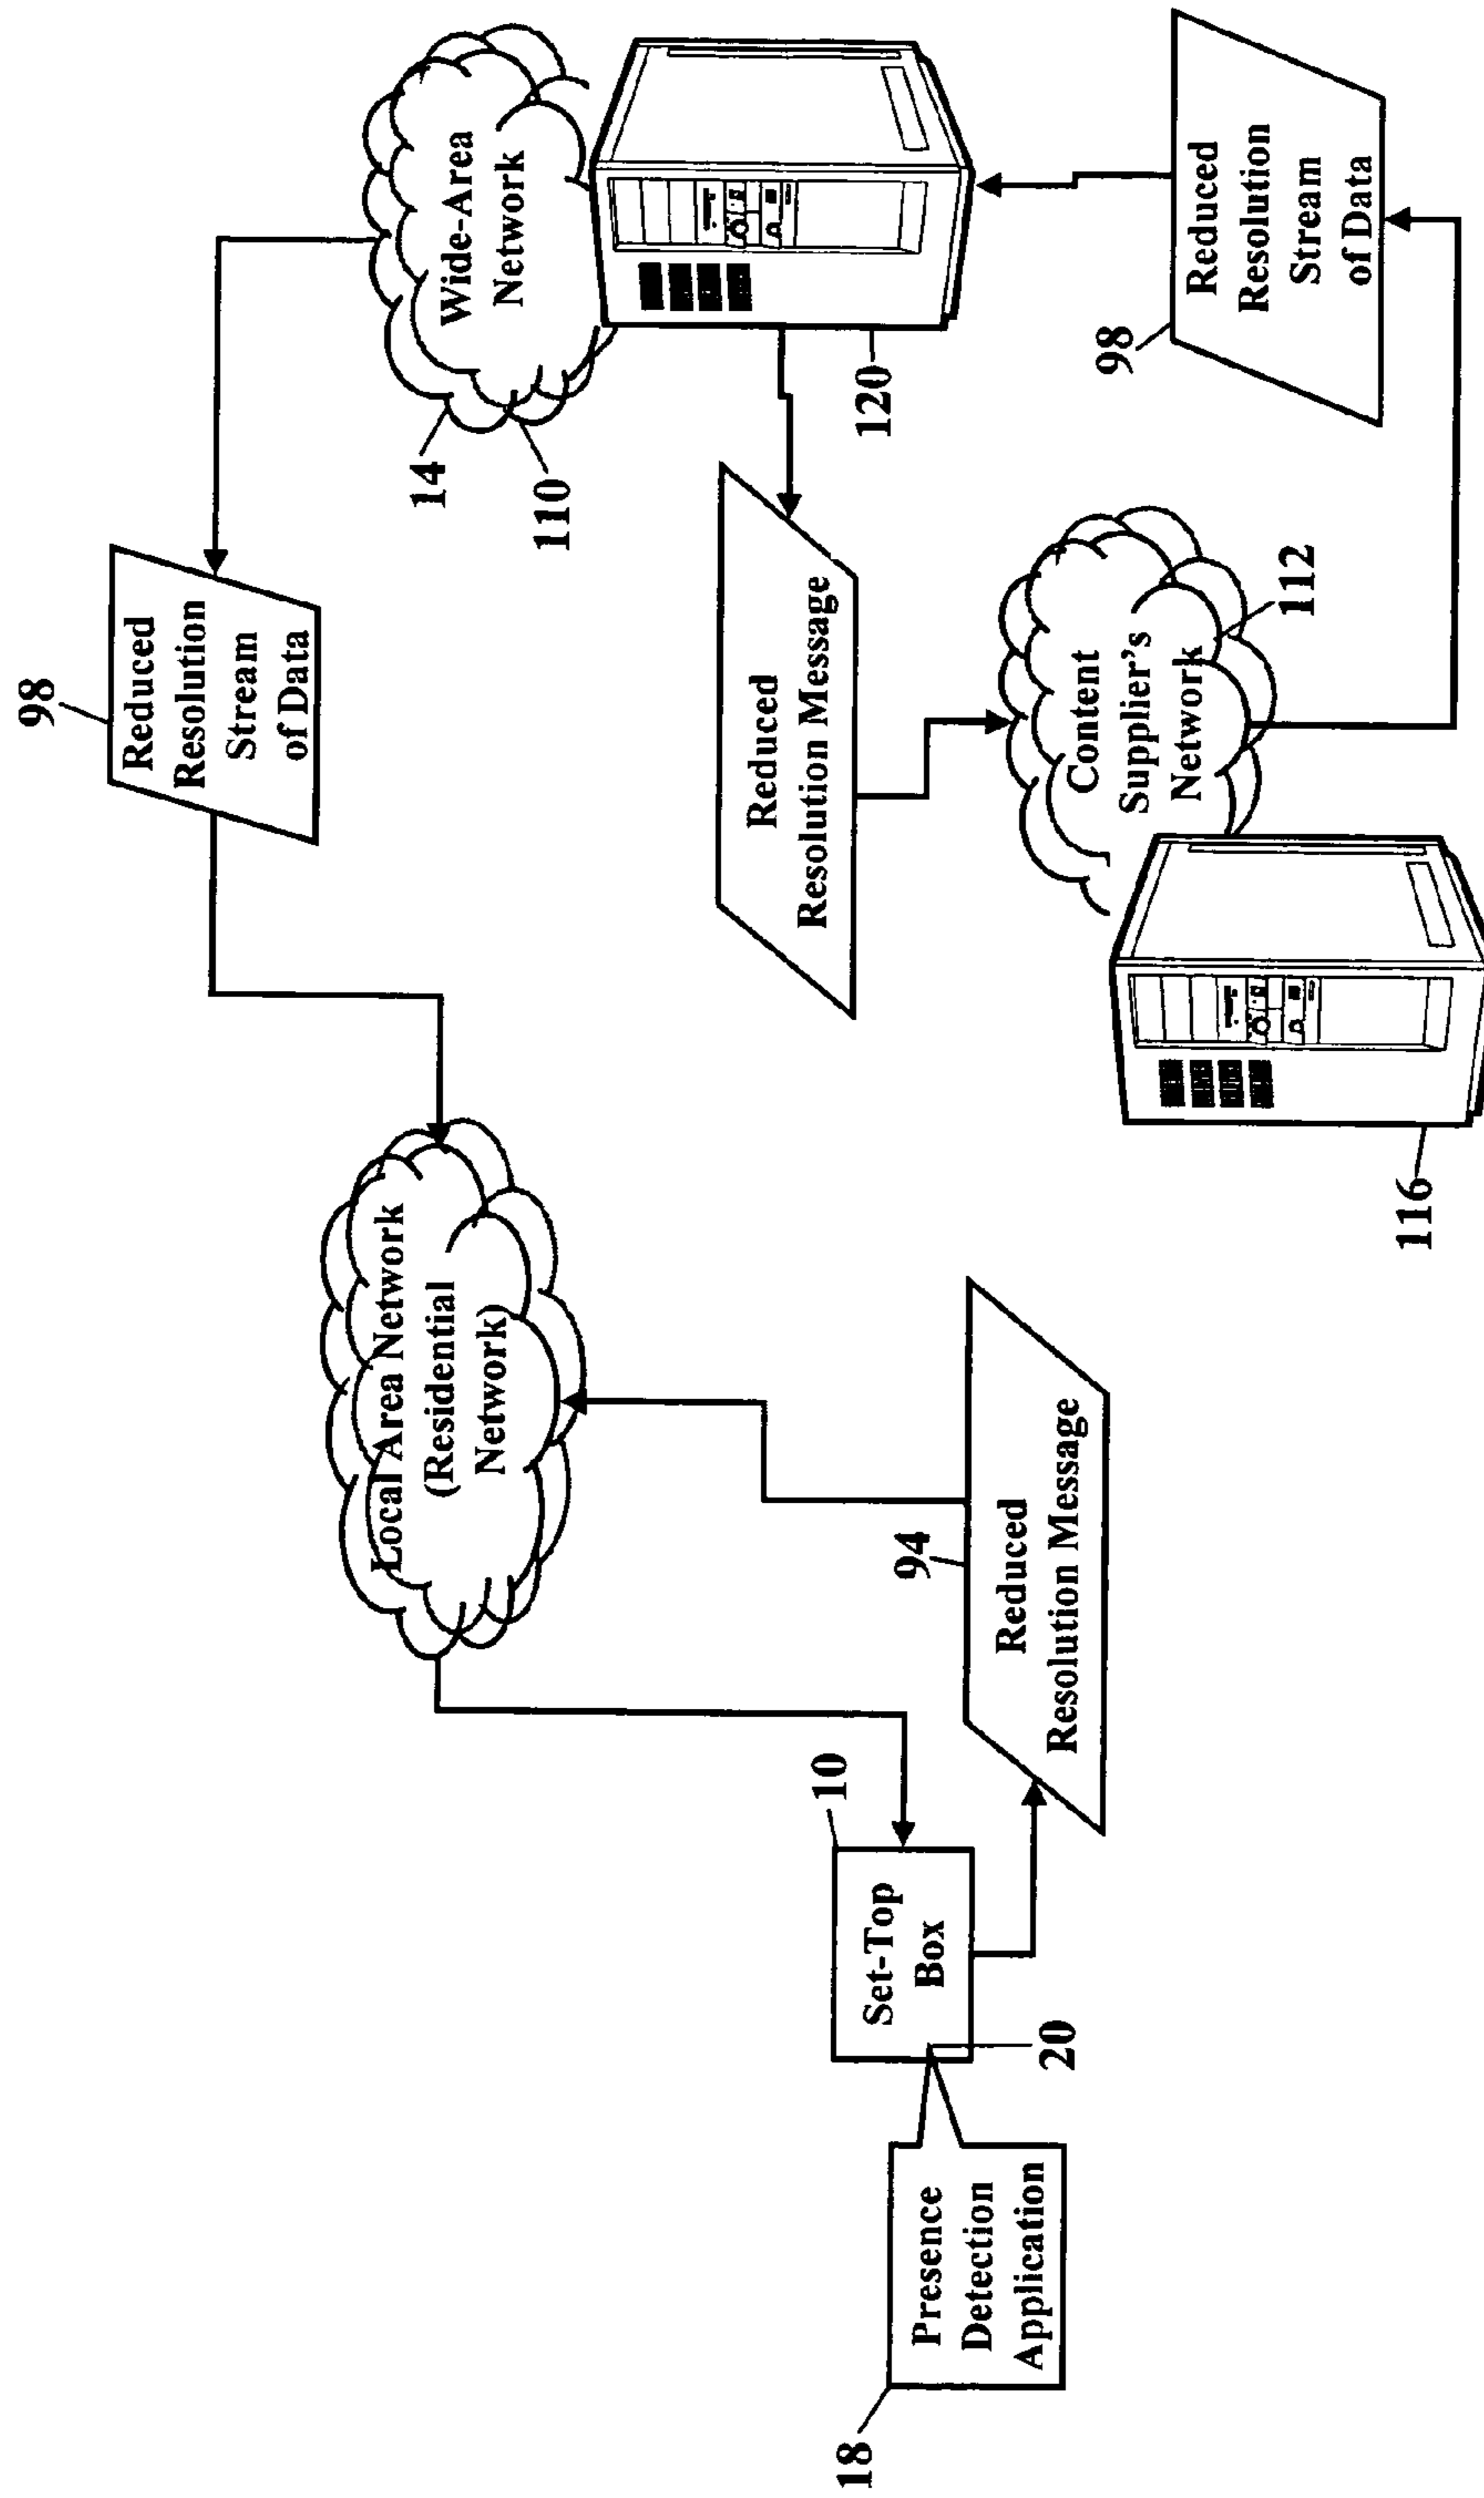 98
Reduced
Resolution
Stream
of Data
Local Area Network
(Residential
Network)
Wide-Area
Network
14
110
Reduced
Resolution Message
120
10
Set-Top
Box
20
Presence
Detection
Application
18
94
Reduced
Resolution Message
Content
Supplier's
Network
112
116
98
Reduced
Resolution
Stream
of Data